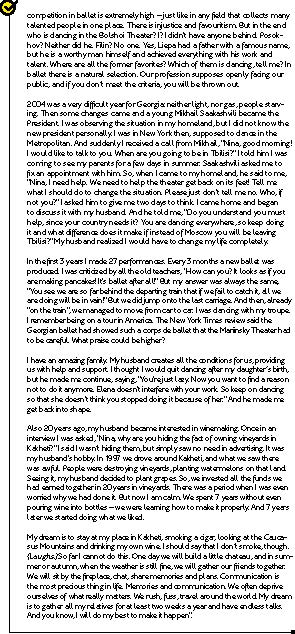 competition in ballet is extremely high – just like in any field that collects many
talented people in one place. There is injustice and favouritism. But in the end
who is dancing in the Bolshoi Theater? I? I didn't have anyone behind. Posok-
hov? Neither did he. Filin? No one. Yes, Liepa had a father with a famous name,
but he is a worthy man himself and achieved everything with his work and
talent. Where are all the former favorites? Which of them is dancing, tell me? In
ballet there is a natural selection. Our profession supposes openly facing our
public, and if you don't meet the criteria, you will be thrown out.
2004 was a very difficult year for Georgia: neither light, nor gas, people starv-
ing. Then some changes came and a young Mikhail Saakashvili became the
President. I was observing the situation in my homeland, but I did not know the
new president personally. I was in New York then, supposed to dance in the
Metropolitan. And suddenly I received a call from Mikhail, "Nina, good morning!
I would like to talk to you. When are you going to be in Tbilisi?" I told him I was
coming to see my parents for a few days in summer. Saakashvili asked me to
fix an appointment with him. So, when I came to my homeland, he said to me,
"Nina, I need help. We need to help the theater get back on its feet! Tell me
what I should do to change the situation. Please just don't tell me no. Who, if
not you?" I asked him to give me two days to think. I came home and began
to discuss it with my husband. And he told me, "Do you understand you must
help, since your country needs it? You are dancing everywhere, so keep doing
it and what difference does it make if instead of Moscow you will be leaving
Tbilisi?" My husband realized I would have to change my life completely.
In the first 3 years I made 27 performances. Every 3 months a new ballet was
produced. I was criticized by all the old teachers, "How can you? It looks as if you
are making pancakes! It's ballet after all!" But my answer was always the same,
"You see we are so far behind the departing train that if we fail to catch it, all we
are doing will be in vain!" But we did jump onto the last carriage. And then, already
"on the train", we managed to move from cart to car. I was dancing with my troupe.
I remember being on a tour in America. The New York Times review said the
Georgian ballet had showed such a corps de ballet that the Mariinsky Theater had
to be careful. What praise could be higher?
I have an amazing family. My husband creates all the conditions for us, providing
us with help and support. I thought I would quit dancing after my daughter's birth,
but he made me continue, saying, "You're just lazy. Now you want to find a reason
not to do it anymore. Elena doesn't interfere with your work. So keep on dancing
so that she doesn't think you stopped doing it because of her." And he made me
get back in shape.
Also 20 years ago, my husband became interested in winemaking. Once in an
interview I was asked, "Nina, why are you hiding the fact of owning vineyards in
Kakheti?" I said I wasn't hiding them, but simply saw no need in advertising. It was
my husband's hobby. In 1997 we drove around Kakheti, and what we saw there
was awful. People were destroying vineyards, planting watermelons on that land.
Seeing it, my husband decided to plant grapes. So, we invested all the funds we
had earned together in 20 years in vineyards. There was a period when I was even
worried why we had done it. But now I am calm. We spent 7 years without even
pouring wine into bottles – we were learning how to make it properly. And 7 years
later we started doing what we liked.
My dream is to stay at my place in Kakheti, smoking a cigar, looking at the Cauca-
sus Mountains and drinking my own wine. I should say that I don't smoke, though.
(Laughs.) So far I cannot do this. One day we will build a little chateau, and in sum-
mer or autumn, when the weather is still fine, we will gather our friends together.
We will sit by the fireplace, chat, share memories and plans. Communication is
the most precious thing in life. Memories and communication. We often deprive
ourselves of what really matters. We rush, fuss, travel around the world. My dream
is to gather all my relatives for at least two weeks a year and have endless talks.
And you know, I will do my best to make it happen".